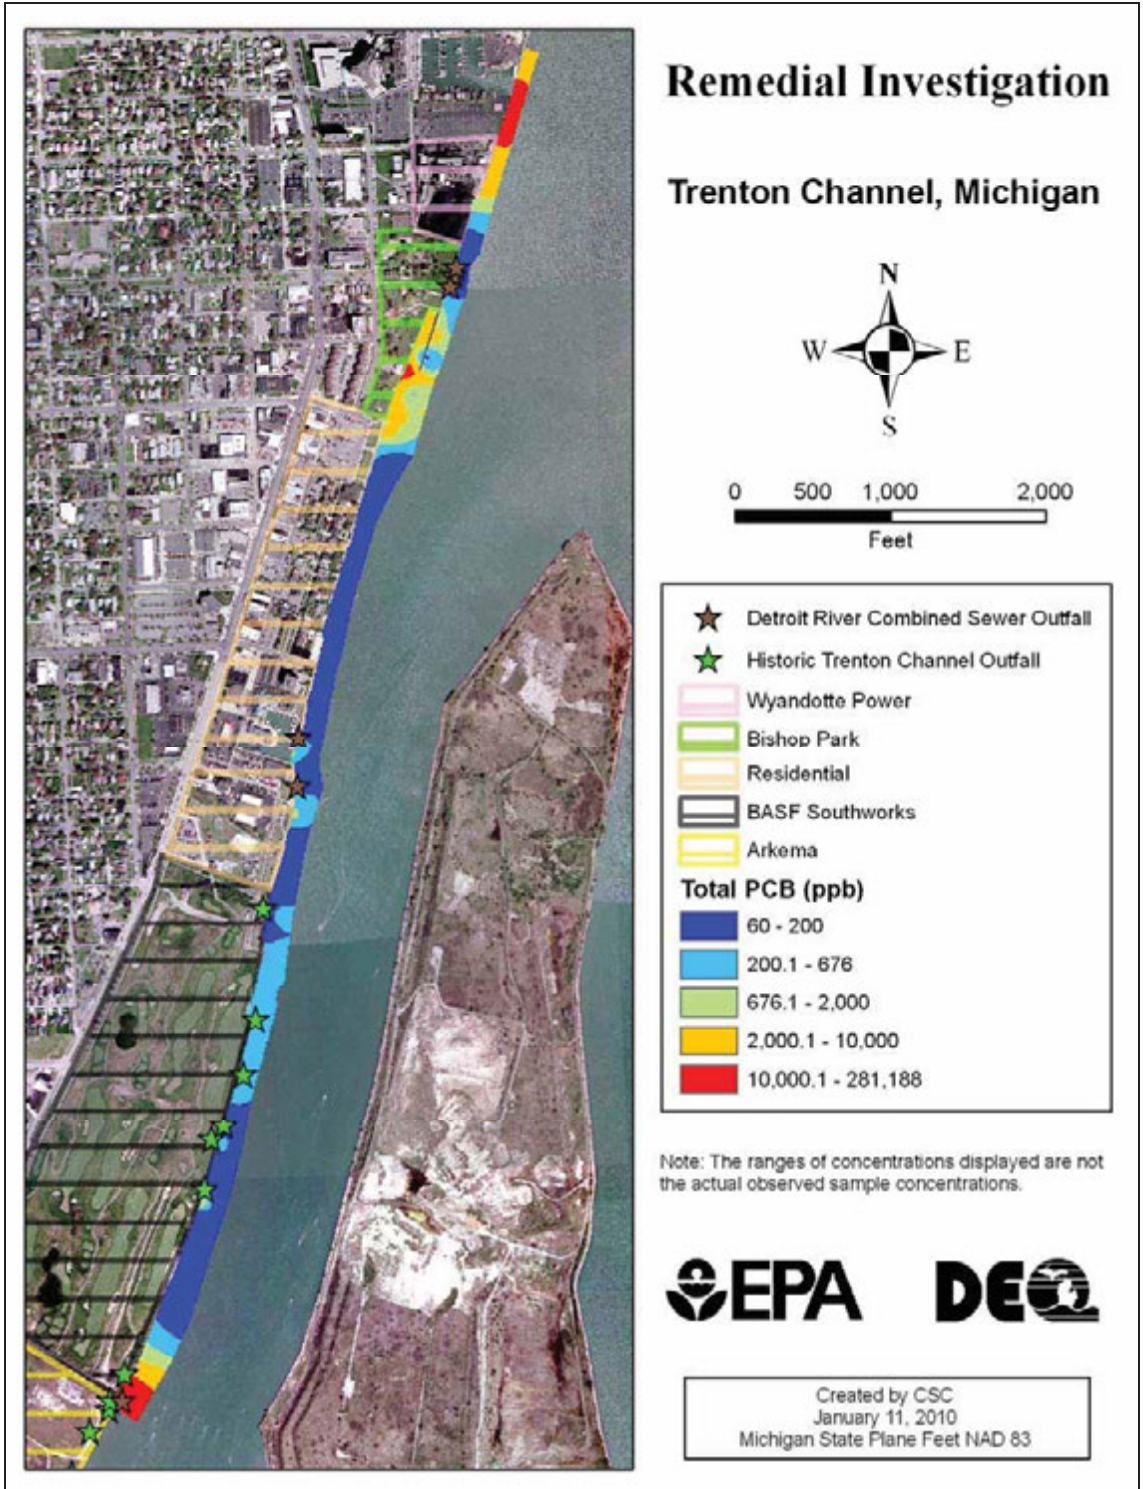 Remedial Investigation
Trenton Channel, Michigan
N
W E
S
0 500 1,000 2,000
Feet
Detroit River Combined Sewer Outfall
Historic Trenton Channel Outfall
Wyandotte Power
Bishop Park
Residential
BASF Southworks
Arkema
Total PCB (ppb)
60 - 200
200.1 - 676
676.1 - 2,000
2,000.1 - 10,000
10,000.1 - 281,188
Note: The ranges of concentrations displayed are not
the actual observed sample concentrations.
EPA DEQ
Created by CSC
January 11, 2010
Michigan State Plane Feet NAD 83